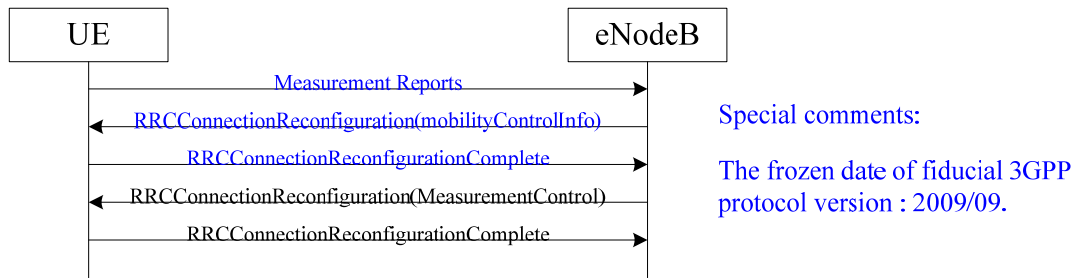 UE
eNodeB
Measurement Reports
RRCConnectionReconfiguration(mobilityControlInfo)
RRCConnectionReconfigurationComplete
RRCConnectionReconfiguration(MeasurementControl)
RRCConnectionReconfigurationComplete
Special comments:
The frozen date of fiducial 3GPP
protocol version : 2009/09.